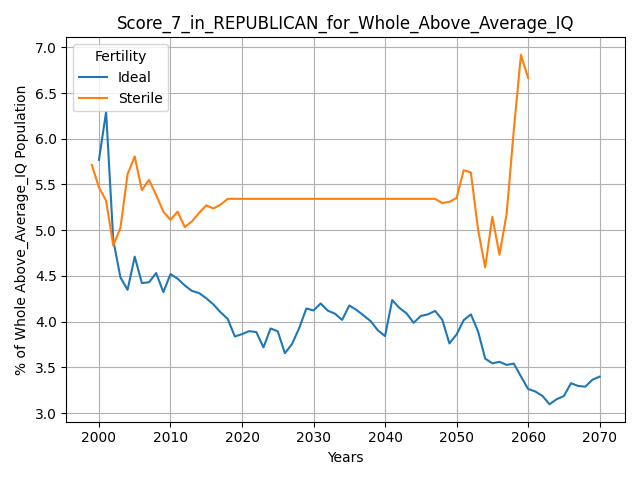 Score_7_in_REPUBLICAN_for_Whole_Above_Average_IQ
% of Whole Above_Average_IQ Population
7.0
6.5
6.0
5.5
5.0
4.5
4.0
3.5
3.0
Fertility
Ideal
Sterile
2000 2010 2020 2030 2040 2050 2060 2070
Years